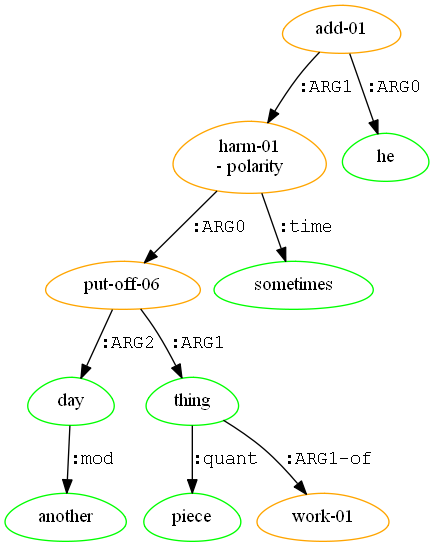 add-01
:ARG1 :ARG0
harm-01
- polarity
he
:ARG0 :time
put-off-06
sometimes
:ARG2 :ARG1
day
thing
:mod :quant :ARG1-of
another
piece
work-01